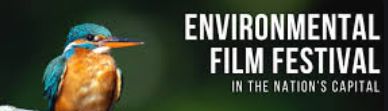 ENVIRONMENTAL
FILM FESTIVAL
IN THE NATION'S CAPITAL